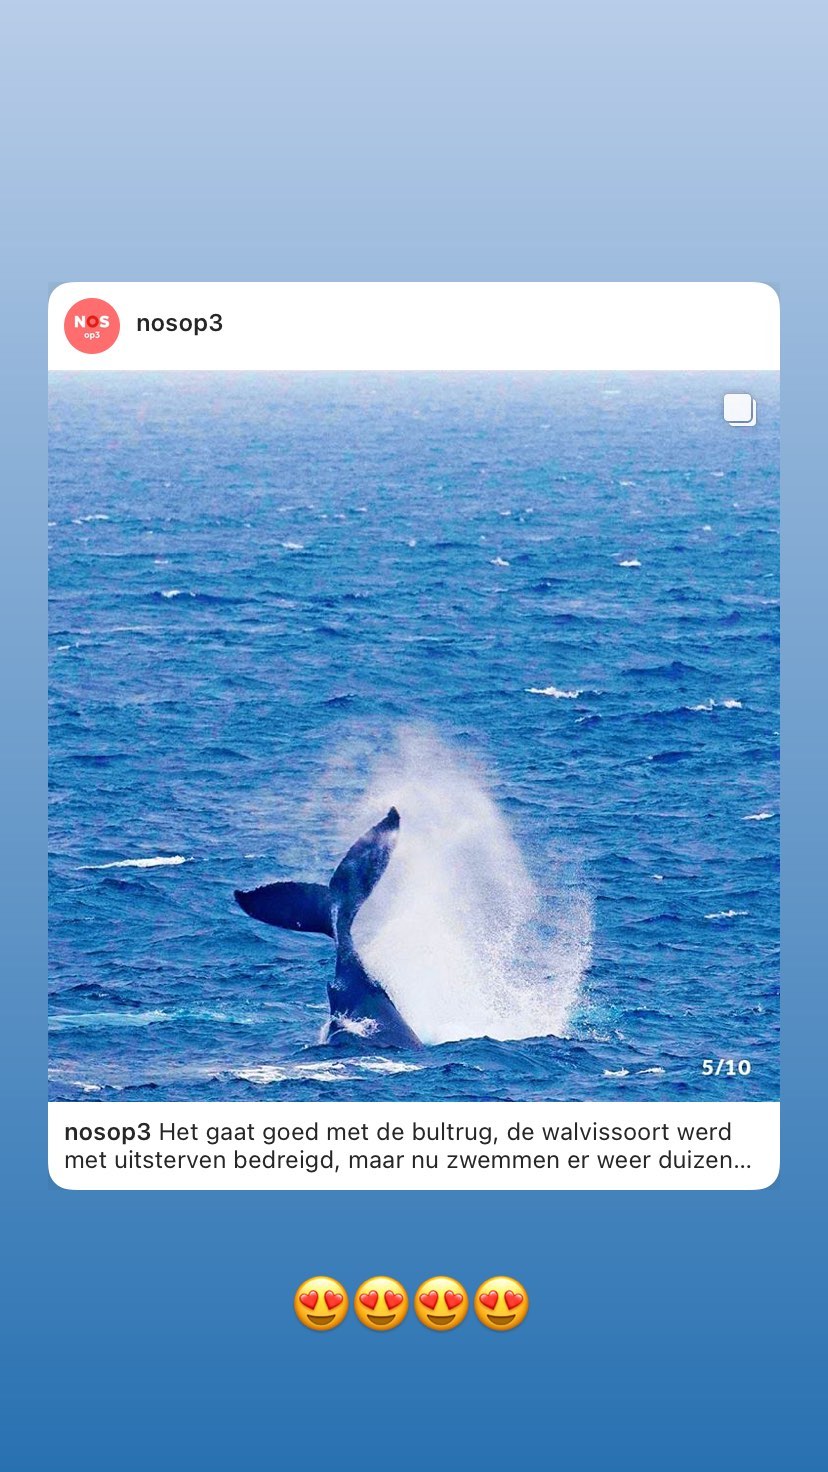 NOS
op3
nosop3
5/10
nosop3 Het gaat goed met de bultrug, de walvissoort werd
met uitsterven bedreigd, maar nu zwemmen er weer duizen...
😍😍😍😍